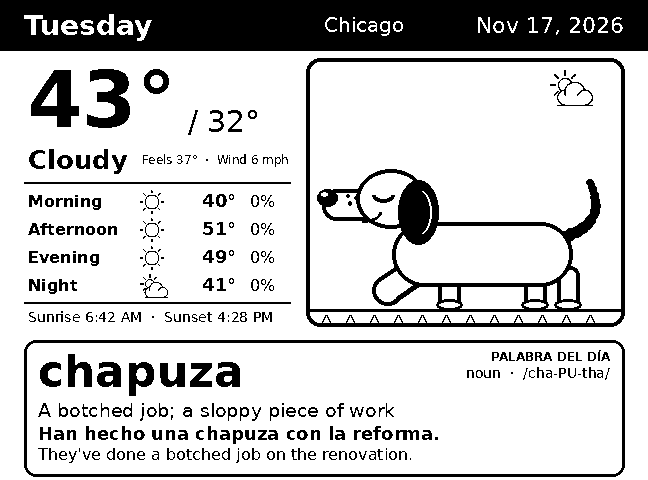 Tuesday Chicago Nov 17, 2026
43° / 32°
Cloudy Feels 37° · Wind 6 mph
Morning 40° 0%
Afternoon 51° 0%
Evening 49° 0%
Night 41° 0%
Sunrise 6:42 AM · Sunset 4:28 PM
chapuza
PALABRA DEL DÍA
noun · /cha-PU-tha/
A botched job; a sloppy piece of work
Han hecho una chapuza con la reforma.
They've done a botched job on the renovation.